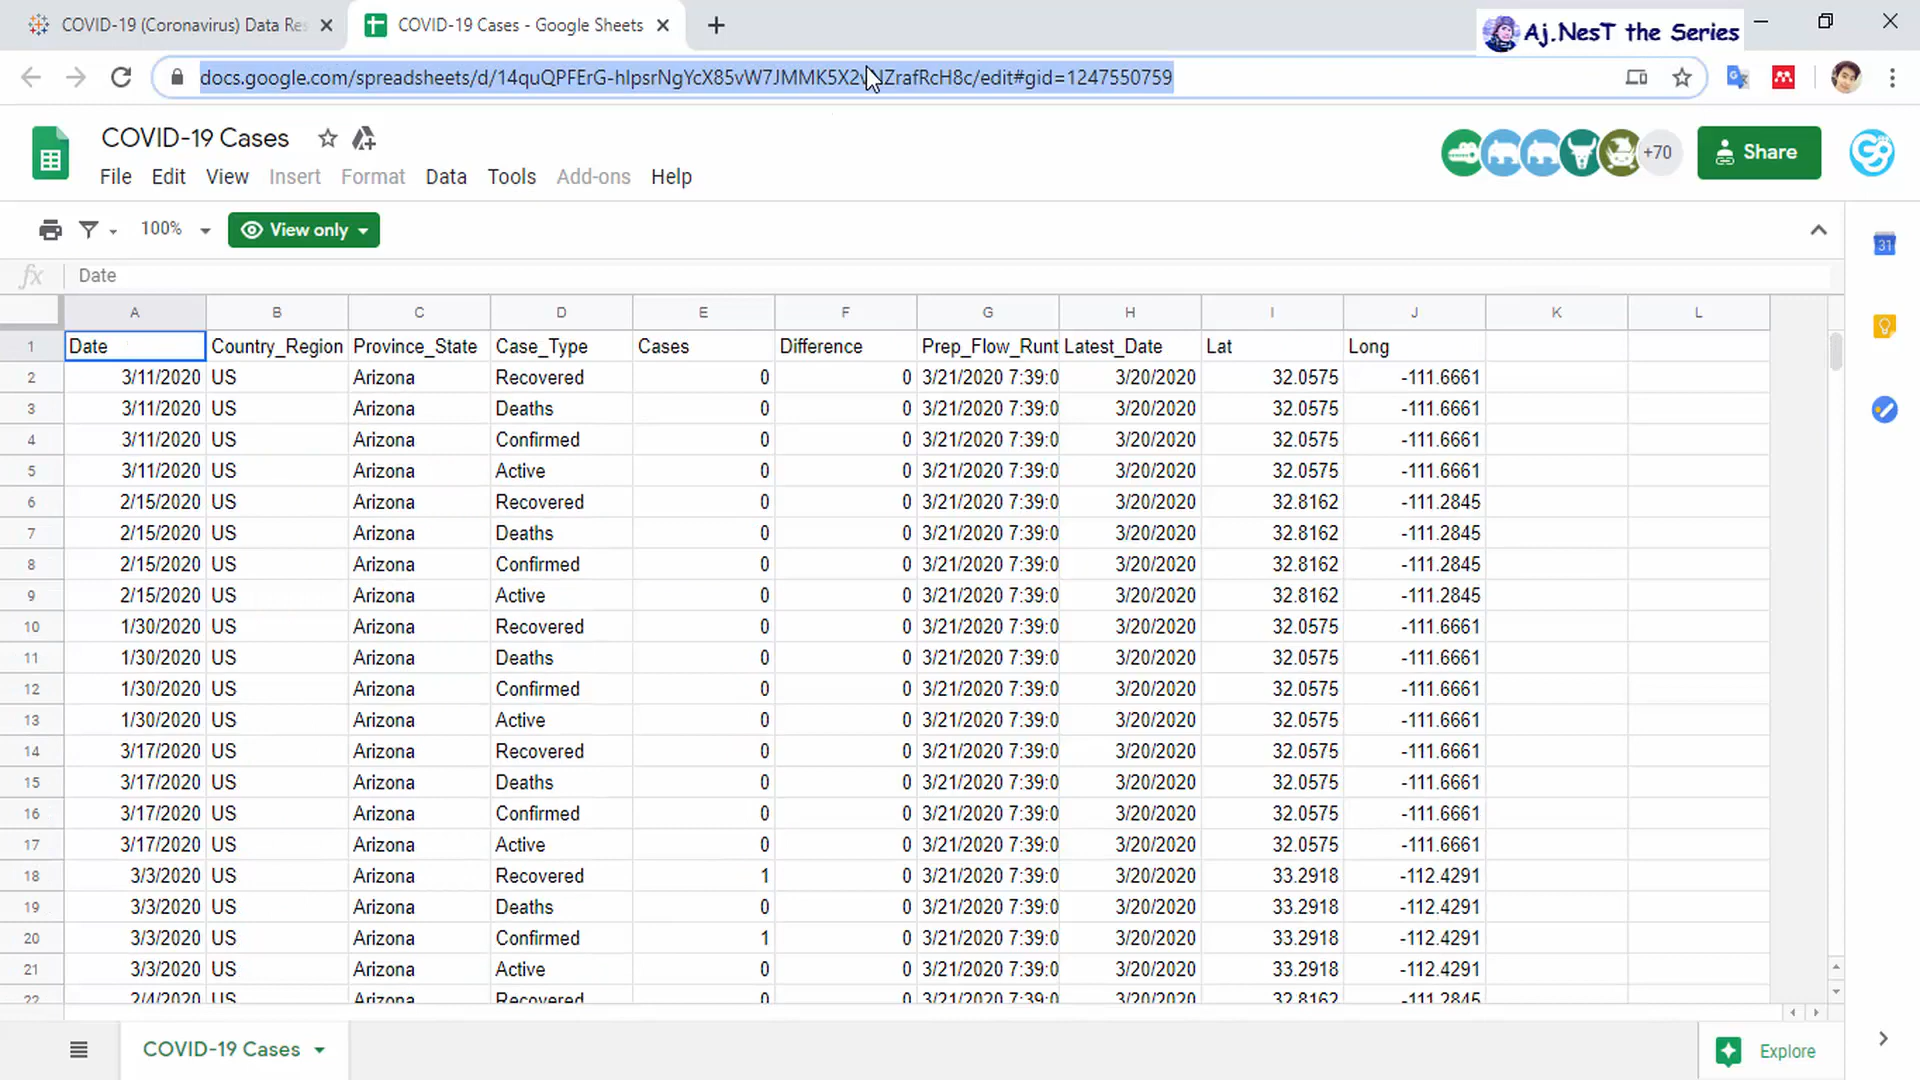 COVID-19 (Coronavirus) Data Res
COVID-19 Cases - Google Sheets
Aj.NesT the Series
docs.google.com/spreadsheets/d/14quQPFErG-hIpsrNgYcX85vW7JMMK5X2vNZrafRcH8c/edit#gid=1247550759
COVID-19 Cases
+70
Share
File Edit View Insert Format Data Tools Add-ons Help
100% View only
31
fx Date
A B C D E F G H I J K L
1 Date Country_Region Province_State Case_Type Cases Difference Prep_Flow_Runt Latest_Date Lat Long
2 3/11/2020 US Arizona Recovered 0 0 3/21/2020 7:39:0 3/20/2020 32.0575 -111.6661
3 3/11/2020 US Arizona Deaths 0 0 3/21/2020 7:39:0 3/20/2020 32.0575 -111.6661
4 3/11/2020 US Arizona Confirmed 0 0 3/21/2020 7:39:0 3/20/2020 32.0575 -111.6661
5 3/11/2020 US Arizona Active 0 0 3/21/2020 7:39:0 3/20/2020 32.0575 -111.6661
6 2/15/2020 US Arizona Recovered 0 0 3/21/2020 7:39:0 3/20/2020 32.8162 -111.2845
7 2/15/2020 US Arizona Deaths 0 0 3/21/2020 7:39:0 3/20/2020 32.8162 -111.2845
8 2/15/2020 US Arizona Confirmed 0 0 3/21/2020 7:39:0 3/20/2020 32.8162 -111.2845
9 2/15/2020 US Arizona Active 0 0 3/21/2020 7:39:0 3/20/2020 32.8162 -111.2845
10 1/30/2020 US Arizona Recovered 0 0 3/21/2020 7:39:0 3/20/2020 32.0575 -111.6661
11 1/30/2020 US Arizona Deaths 0 0 3/21/2020 7:39:0 3/20/2020 32.0575 -111.6661
12 1/30/2020 US Arizona Confirmed 0 0 3/21/2020 7:39:0 3/20/2020 32.0575 -111.6661
13 1/30/2020 US Arizona Active 0 0 3/21/2020 7:39:0 3/20/2020 32.0575 -111.6661
14 3/17/2020 US Arizona Recovered 0 0 3/21/2020 7:39:0 3/20/2020 32.0575 -111.6661
15 3/17/2020 US Arizona Deaths 0 0 3/21/2020 7:39:0 3/20/2020 32.0575 -111.6661
16 3/17/2020 US Arizona Confirmed 0 0 3/21/2020 7:39:0 3/20/2020 32.0575 -111.6661
17 3/17/2020 US Arizona Active 0 0 3/21/2020 7:39:0 3/20/2020 32.0575 -111.6661
18 3/3/2020 US Arizona Recovered 1 0 3/21/2020 7:39:0 3/20/2020 33.2918 -112.4291
19 3/3/2020 US Arizona Deaths 0 0 3/21/2020 7:39:0 3/20/2020 33.2918 -112.4291
20 3/3/2020 US Arizona Confirmed 1 0 3/21/2020 7:39:0 3/20/2020 33.2918 -112.4291
21 3/3/2020 US Arizona Active 0 0 3/21/2020 7:39:0 3/20/2020 33.2918 -112.4291
22 2/4/2020 US Arizona Recovered 0 0 3/21/2020 7:39:0 3/20/2020 32.8162 -111.2845
COVID-19 Cases
Explore